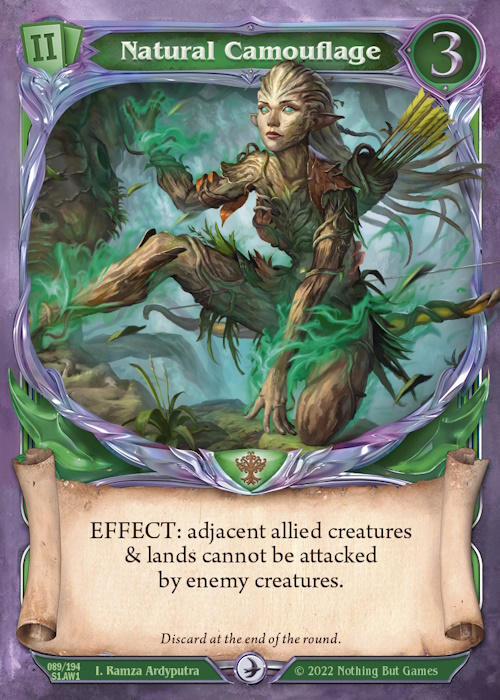 II
Natural Camouflage
3
EFFECT: adjacent allied creatures
& lands cannot be attacked
by enemy creatures.
Discard at the end of the round.
089/194
S1.AW1
I. Ramza Ardyputra
© 2022 Nothing But Games